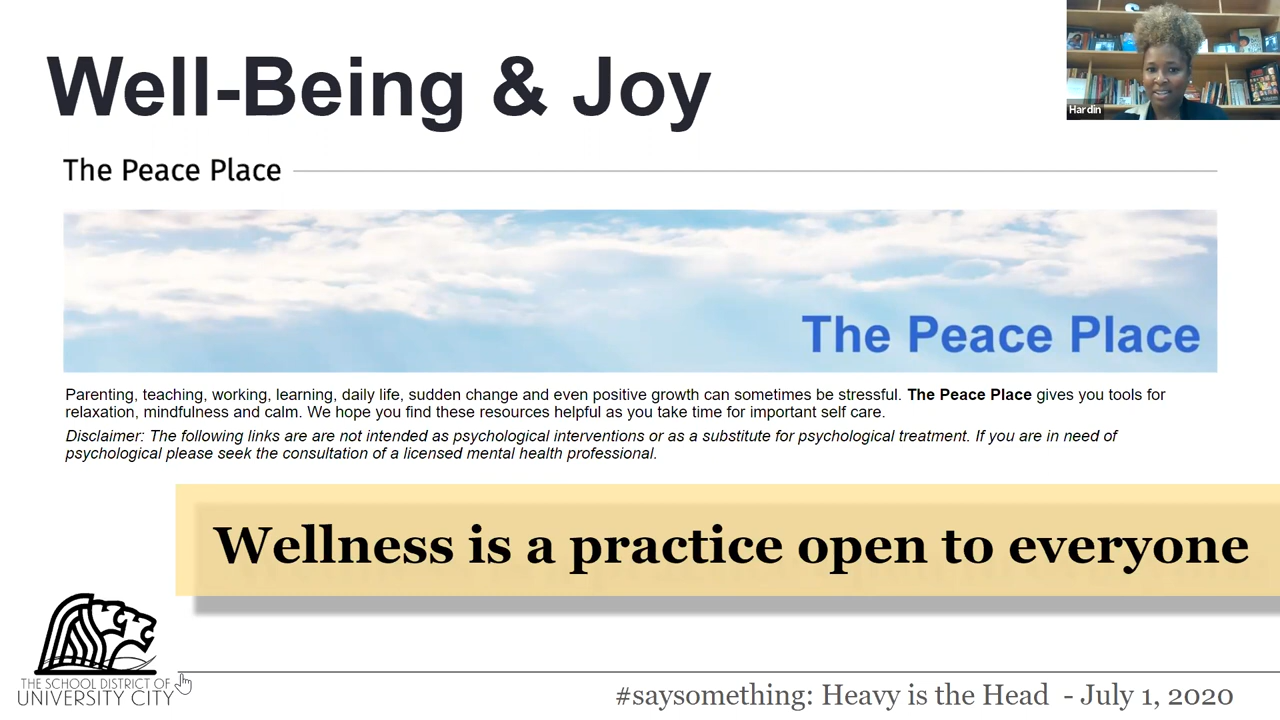 Well-Being & Joy
Hardin
The Peace Place
The Peace Place
Parenting, teaching, working, learning, daily life, sudden change and even positive growth can sometimes be stressful. The Peace Place gives you tools for
relaxation, mindfulness and calm. We hope you find these resources helpful as you take time for important self care.
Disclaimer: The following links are are not intended as psychological interventions or as a substitute for psychological treatment. If you are in need of
psychological please seek the consultation of a licensed mental health professional.
Wellness is a practice open to everyone
THE SCHOOL DISTRICT OF
UNIVERSITY CITY
#saysomething: Heavy is the Head - July 1, 2020